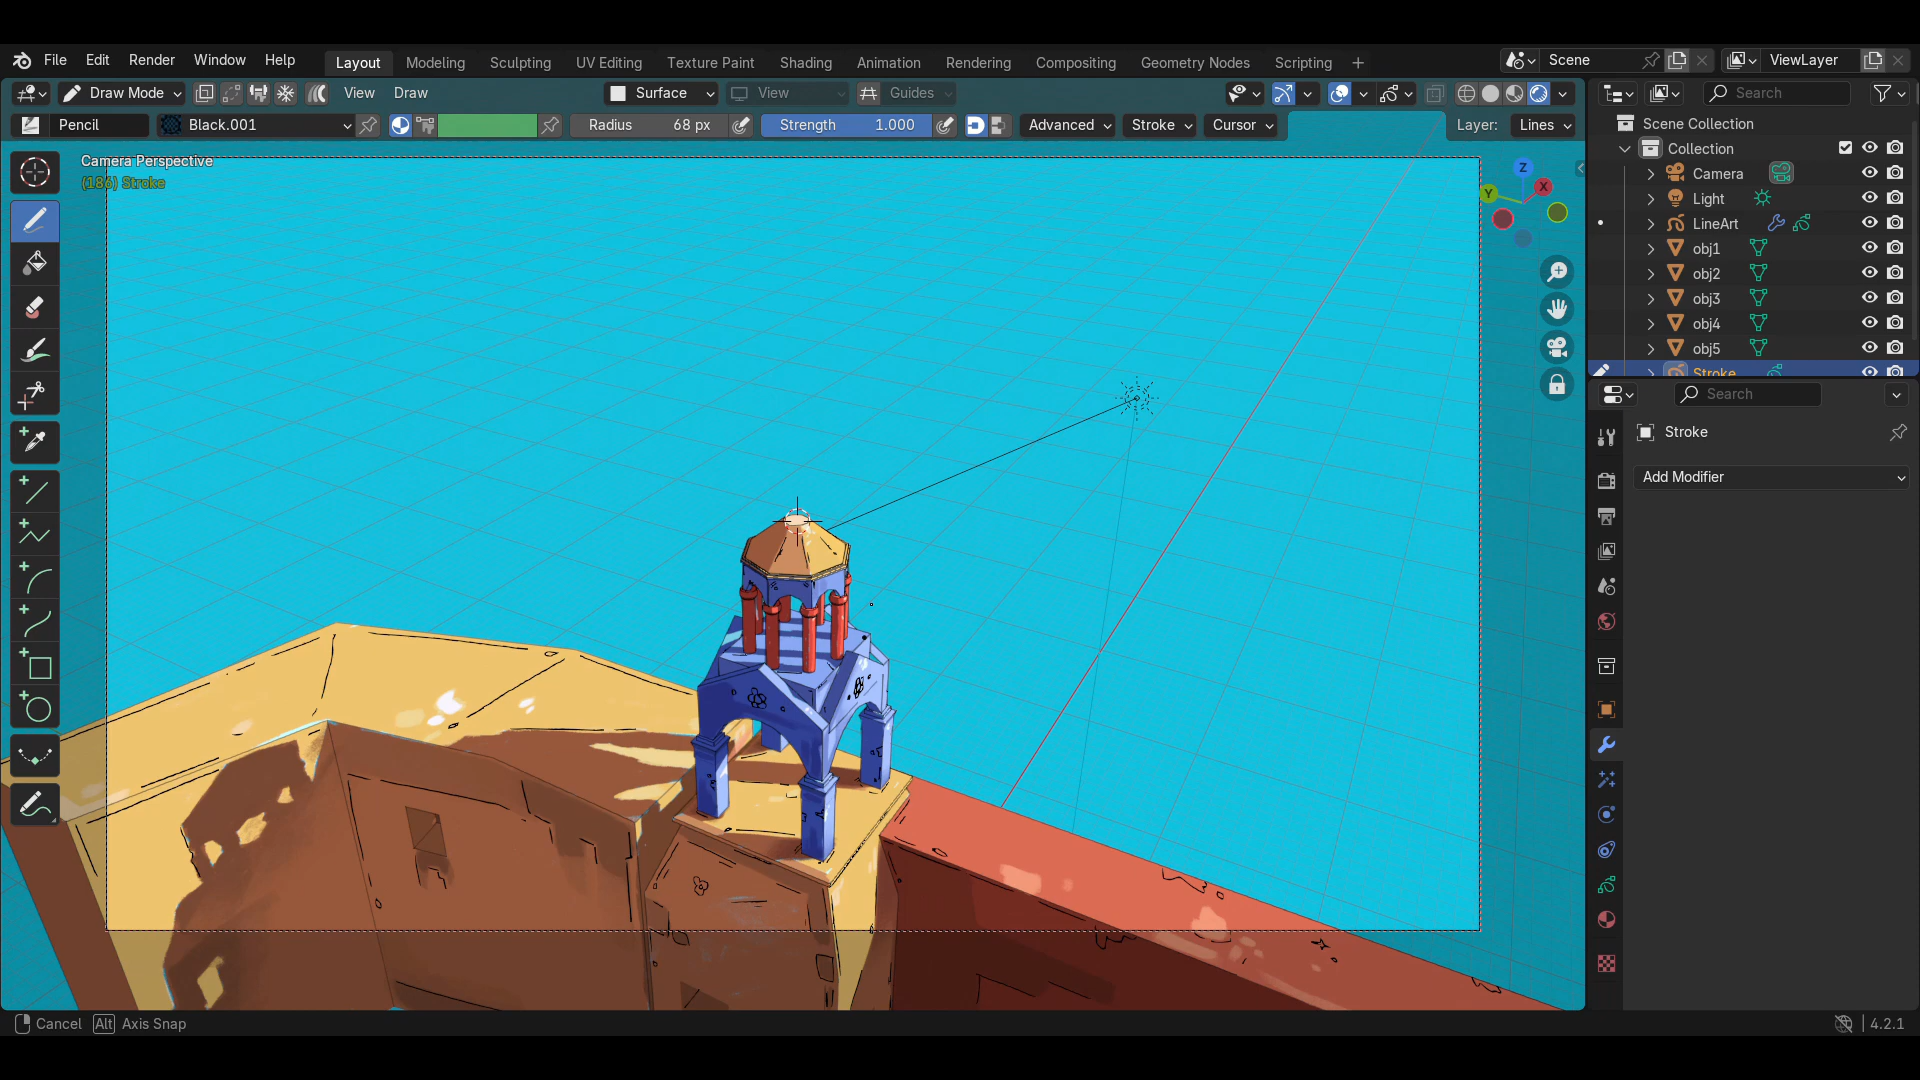 File Edit Render Window Help Layout Modeling Sculpting UV Editing Texture Paint Shading Animation Rendering Compositing Geometry Nodes Scripting + Scene ViewLayer
Draw Mode View Draw Surface View Guides Search
Pencil Black.001 Radius 68 px Strength 1.000 Advanced Stroke Cursor Layer: Lines
Scene Collection
Collection
Camera
Light
LineArt
obj1
obj2
obj3
obj4
obj5
Stroke
Camera Perspective
(186) Stroke
Z
Y
X
Search
Stroke
Add Modifier
Cancel Alt Axis Snap
4.2.1